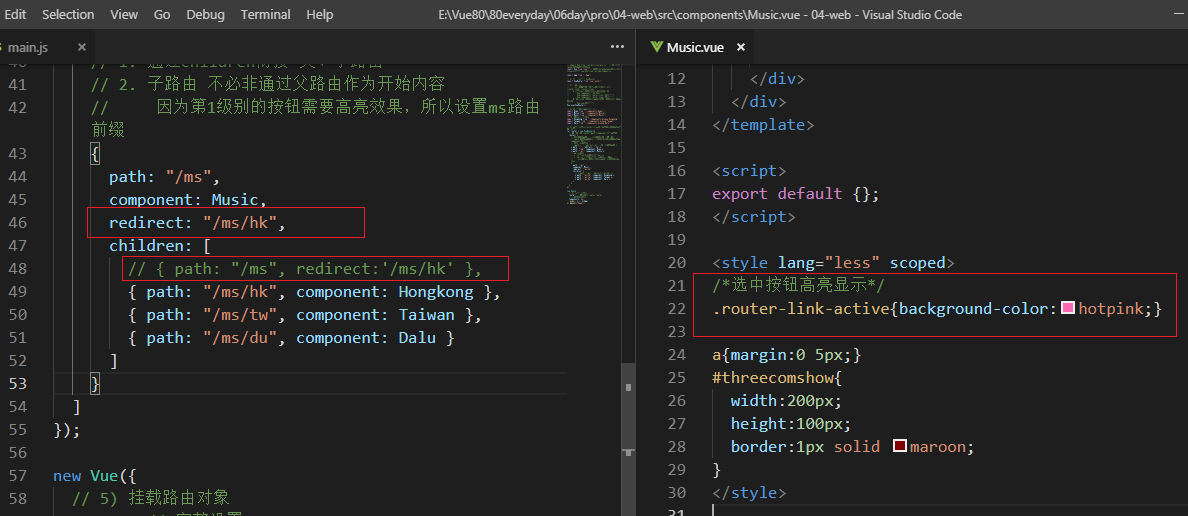 Edit Selection View Go Debug Terminal Help E:\Vue80\80everyday\06day\pro\04-web\src\components\Music.vue - 04-web - Visual Studio Code
main.js × ···
41 // 2. 子路由 不必非通过父路由作为开始内容
42 // 因为第1级别的按钮需要高亮效果，所以设置ms路由
前缀
43 {
44 path: "/ms",
45 component: Music,
46 redirect: "/ms/hk",
47 children: [
48 // { path: "/ms", redirect:'/ms/hk' },
49 { path: "/ms/hk", component: Hongkong },
50 { path: "/ms/tw", component: Taiwan },
51 { path: "/ms/du", component: Dalu }
52 ]
53 }
54 ]
55 });
56
57 new Vue({
58 // 5) 挂载路由对象
Music.vue ×
12 </div>
13 </div>
14 </template>
15
16 <script>
17 export default {};
18 </script>
19
20 <style lang="less" scoped>
21 /*选中按钮高亮显示*/
22 .router-link-active{background-color:hotpink;}
23
24 a{margin:0 5px;}
25 #threecomshow{
26 width:200px;
27 height:100px;
28 border:1px solid maroon;
29 }
30 </style>
31